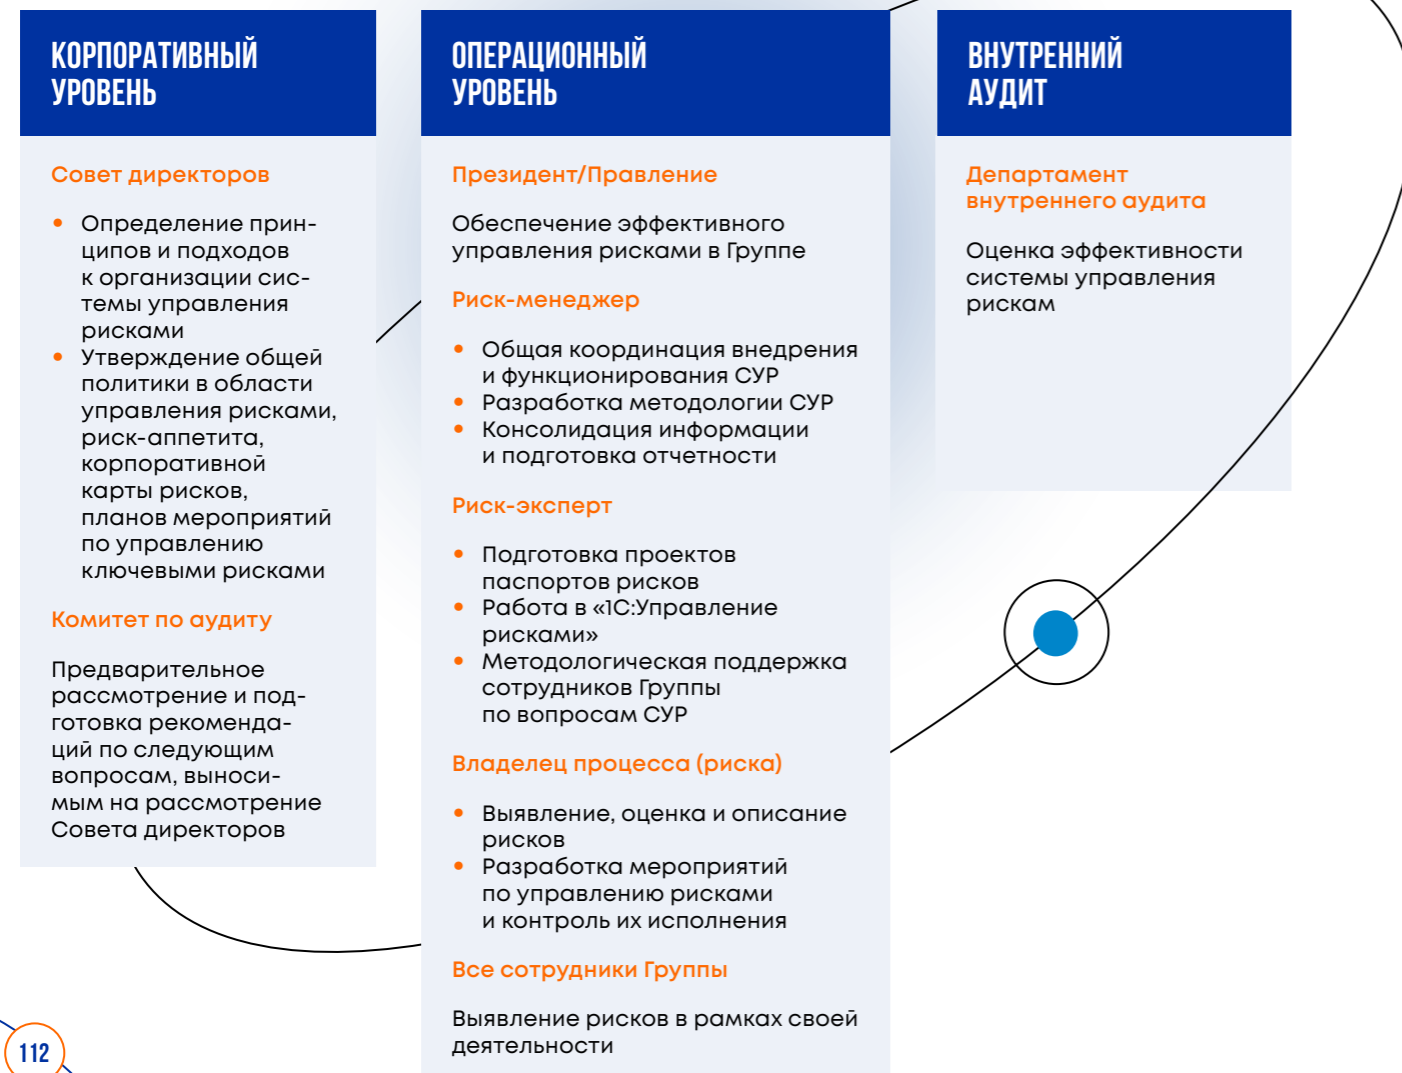 КОРПОРАТИВНЫЙ
УРОВЕНЬ
Совет директоров
• Определение прин-
ципов и подходов
к организации сис-
темы управления
рисками
• Утверждение общей
политики в области
управления рисками,
риск-аппетита,
корпоративной
карты рисков,
планов мероприятий
по управлению
ключевыми рисками
Комитет по аудиту
Предварительное
рассмотрение и под-
готовка рекоменда-
ций по следующим
вопросам, выноси-
мым на рассмотрение
Совета директоров
ОПЕРАЦИОННЫЙ
УРОВЕНЬ
Президент/Правление
Обеспечение эффективного
управления рисками в Группе
Риск-менеджер
• Общая координация внедрения
и функционирования СУР
• Разработка методологии СУР
• Консолидация информации
и подготовка отчетности
Риск-эксперт
• Подготовка проектов
паспортов рисков
• Работа в «1С:Управление
рисками»
• Методологическая поддержка
сотрудников Группы
по вопросам СУР
Владелец процесса (риска)
• Выявление, оценка и описание
рисков
• Разработка мероприятий
по управлению рисками
и контроль их исполнения
Все сотрудники Группы
Выявление рисков в рамках своей
деятельности
ВНУТРЕННИЙ
АУДИТ
Департамент
внутреннего аудита
Оценка эффективности
системы управления
рискам
112